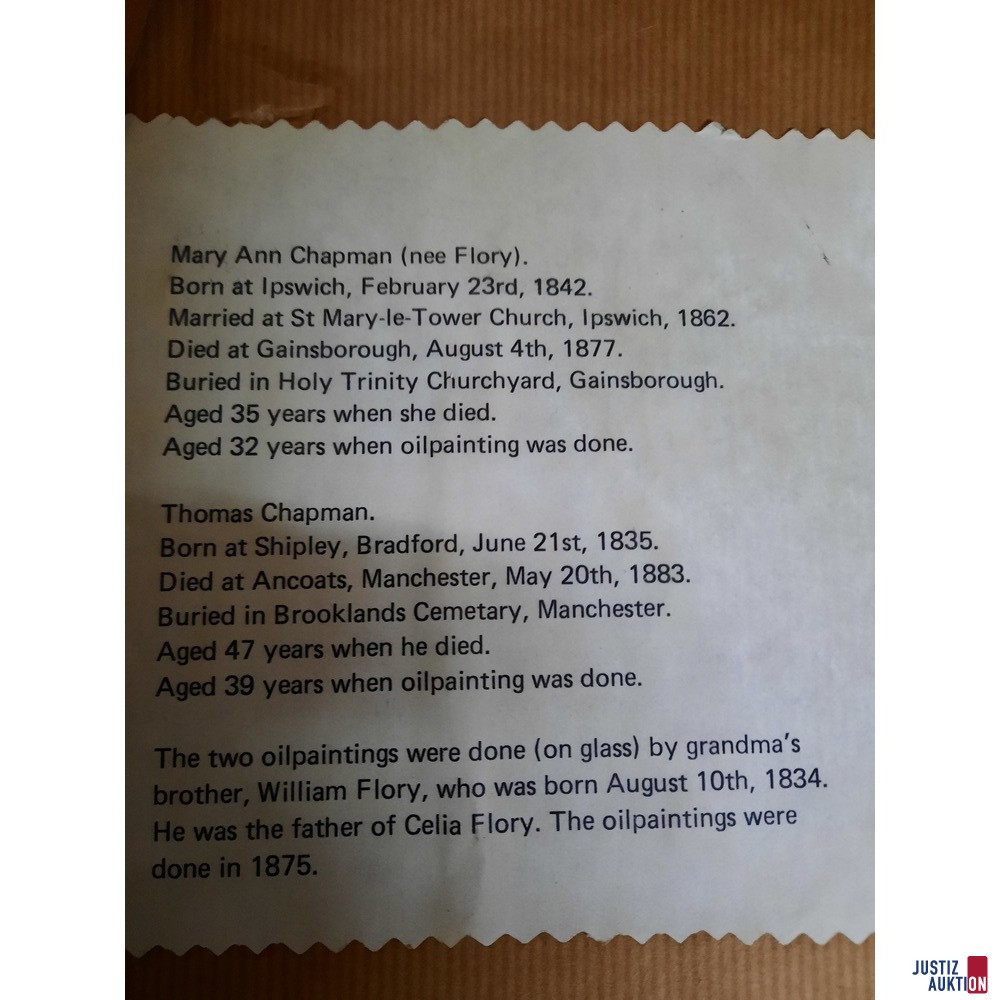 Mary Ann Chapman (nee Flory).
Born at Ipswich, February 23rd, 1842.
Married at St Mary-le-Tower Church, Ipswich, 1862.
Died at Gainsborough, August 4th, 1877.
Buried in Holy Trinity Churchyard, Gainsborough.
Aged 35 years when she died.
Aged 32 years when oilpainting was done.
Thomas Chapman.
Born at Shipley, Bradford, June 21st, 1835.
Died at Ancoats, Manchester, May 20th, 1883.
Buried in Brooklands Cemetary, Manchester.
Aged 47 years when he died.
Aged 39 years when oilpainting was done.
The two oilpaintings were done (on glass) by grandma's
brother, William Flory, who was born August 10th, 1834.
He was the father of Celia Flory. The oilpaintings were
done in 1875.
JUSTIZ
AUKTION